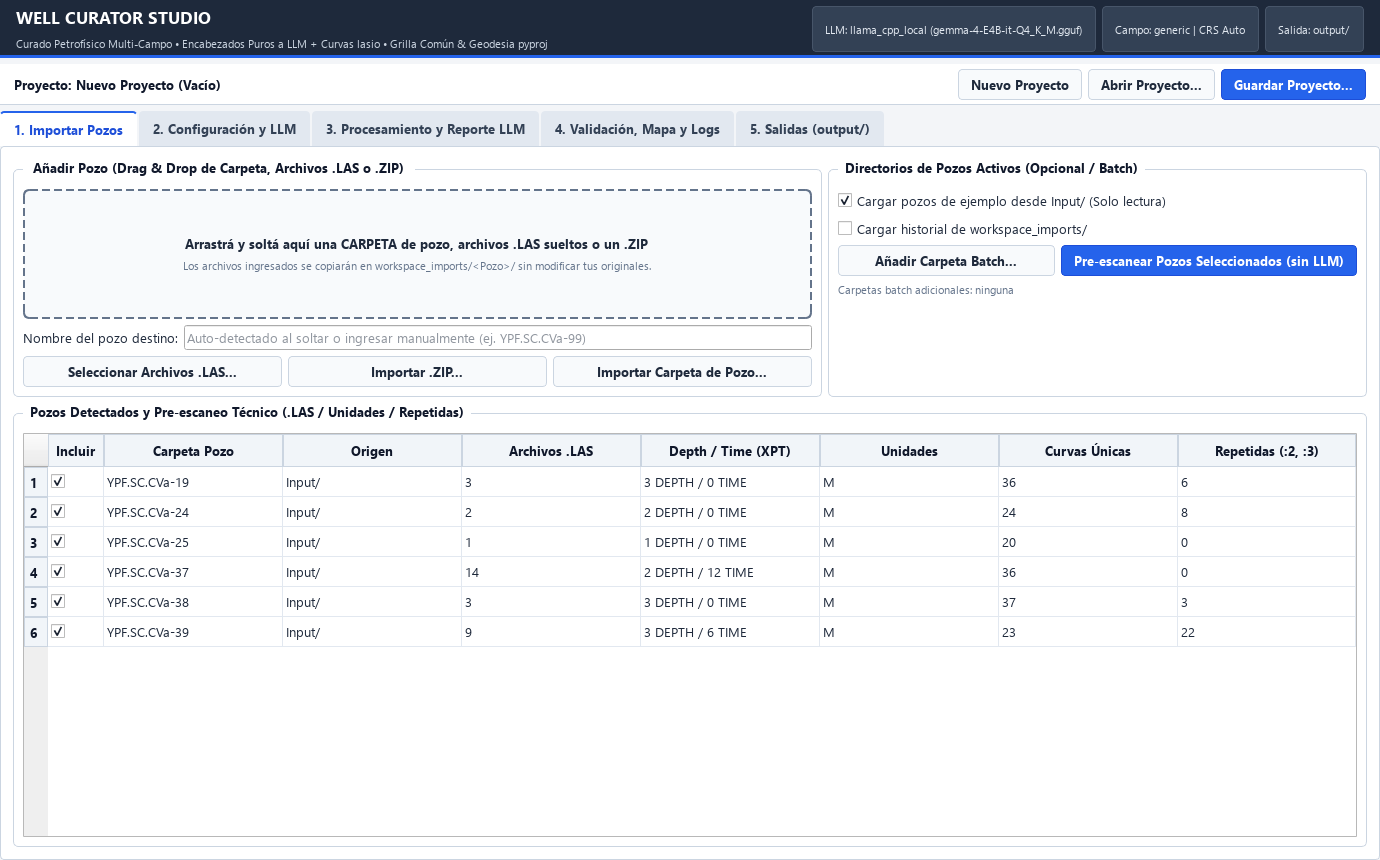 WELL CURATOR STUDIO
Curado Petrofísico Multi-Campo • Encabezados Puros a LLM + Curvas lasio • Grilla Común & Geodesia pyproj
LLM: llama_cpp_local (gemma-4-E4B-it-Q4_K_M.gguf)
Campo: generic | CRS Auto
Salida: output/
Proyecto: Nuevo Proyecto (Vacío)
Nuevo Proyecto
Abrir Proyecto...
Guardar Proyecto...
1. Importar Pozos
2. Configuración y LLM
3. Procesamiento y Reporte LLM
4. Validación, Mapa y Logs
5. Salidas (output/)
Añadir Pozo (Drag & Drop de Carpeta, Archivos .LAS o .ZIP)
Arrastrá y soltá aquí una CARPETA de pozo, archivos .LAS sueltos o un .ZIP
Los archivos ingresados se copiarán en workspace_imports/<Pozo>/ sin modificar tus originales.
Nombre del pozo destino: Auto-detectado al soltar o ingresar manualmente (ej. YPF.SC.CVa-99)
Seleccionar Archivos .LAS...
Importar .ZIP...
Importar Carpeta de Pozo...
Directorios de Pozos Activos (Opcional / Batch)
Cargar pozos de ejemplo desde Input/ (Solo lectura)
Cargar historial de workspace_imports/
Añadir Carpeta Batch...
Pre-escanear Pozos Seleccionados (sin LLM)
Carpetas batch adicionales: ninguna
Pozos Detectados y Pre-escaneo Técnico (.LAS / Unidades / Repetidas)
Incluir Carpeta Pozo Origen Archivos .LAS Depth / Time (XPT) Unidades Curvas Únicas Repetidas (:2, :3)
1 YPF.SC.CVa-19 Input/ 3 3 DEPTH / 0 TIME M 36 6
2 YPF.SC.CVa-24 Input/ 2 2 DEPTH / 0 TIME M 24 8
3 YPF.SC.CVa-25 Input/ 1 1 DEPTH / 0 TIME M 20 0
4 YPF.SC.CVa-37 Input/ 14 2 DEPTH / 12 TIME M 36 0
5 YPF.SC.CVa-38 Input/ 3 3 DEPTH / 0 TIME M 37 3
6 YPF.SC.CVa-39 Input/ 9 3 DEPTH / 6 TIME M 23 22